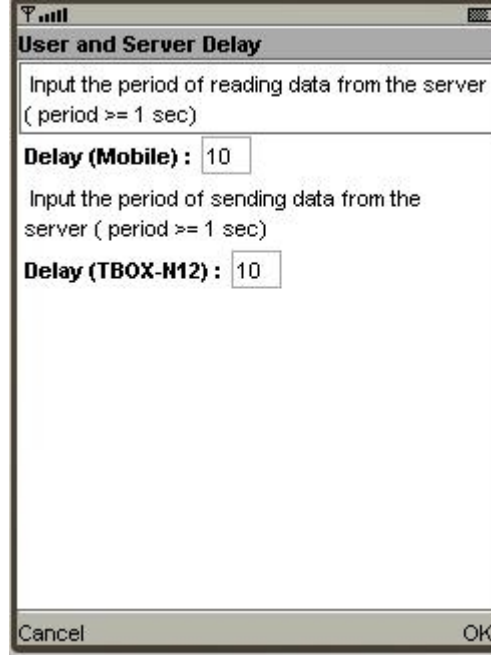 User and Server Delay
Input the period of reading data from the server
( period >= 1 sec)
Delay (Mobile) : 10
Input the period of sending data from the
server ( period >= 1 sec)
Delay (TBOX-N12) : 10
Cancel OK